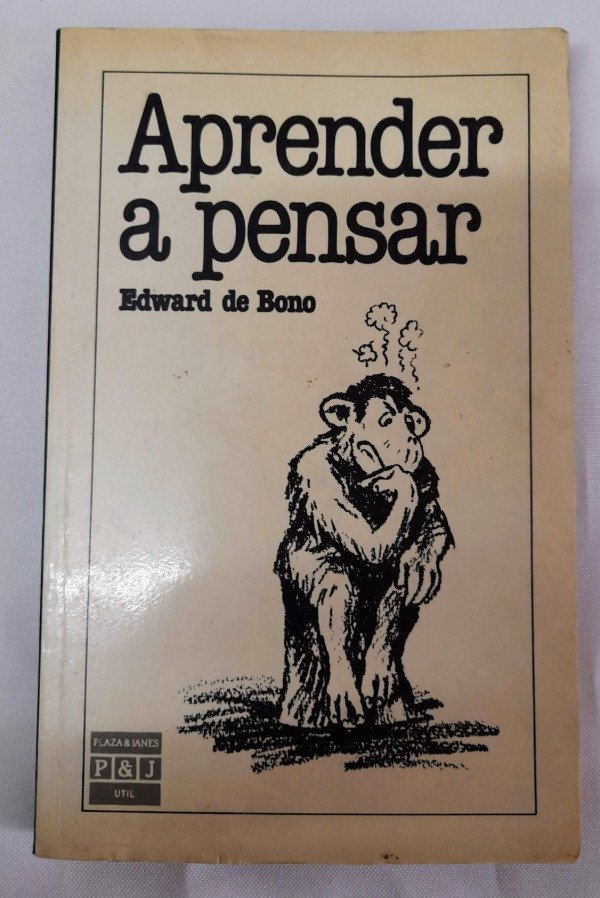 Aprender
a pensar
Edward de Bono
PLAZA & JANES
P & J
UTIL